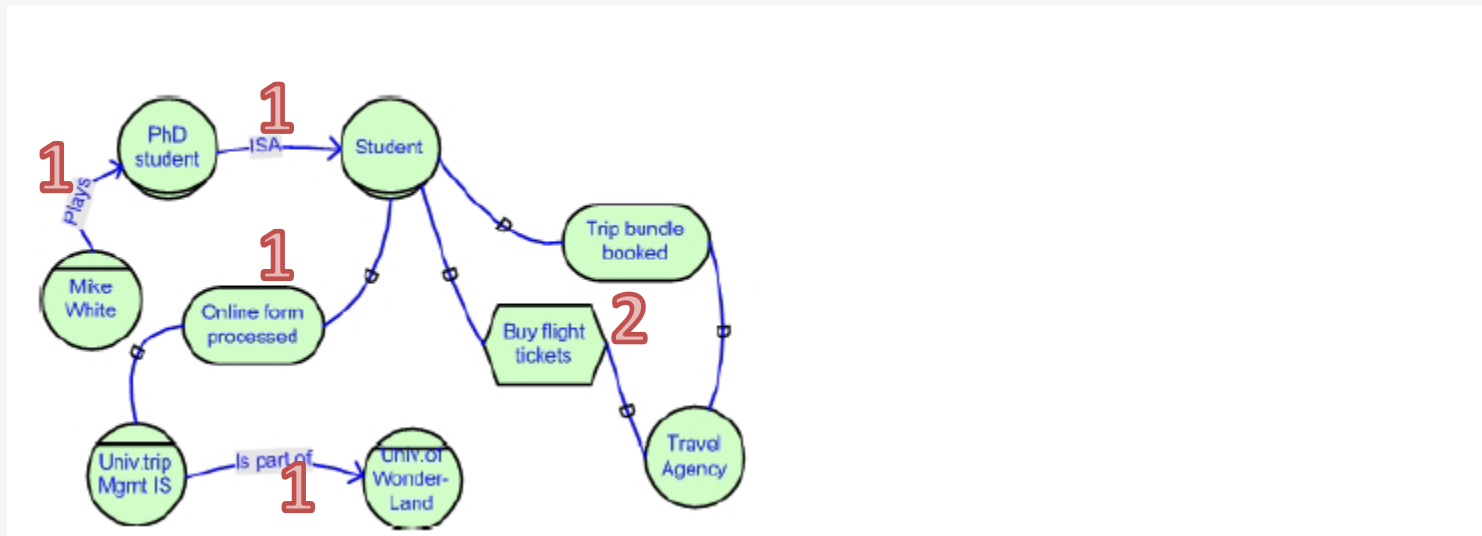 1
PhD
student
ISA
Student
1
Plays
Mike
White
1
Online form
processed
Trip bundle
booked
Buy flight
tickets
2
Univ.trip
Mgmt IS
Is part of
1
Univ.of
Wonder-
Land
Travel
Agency
D
D
D
D
D
D